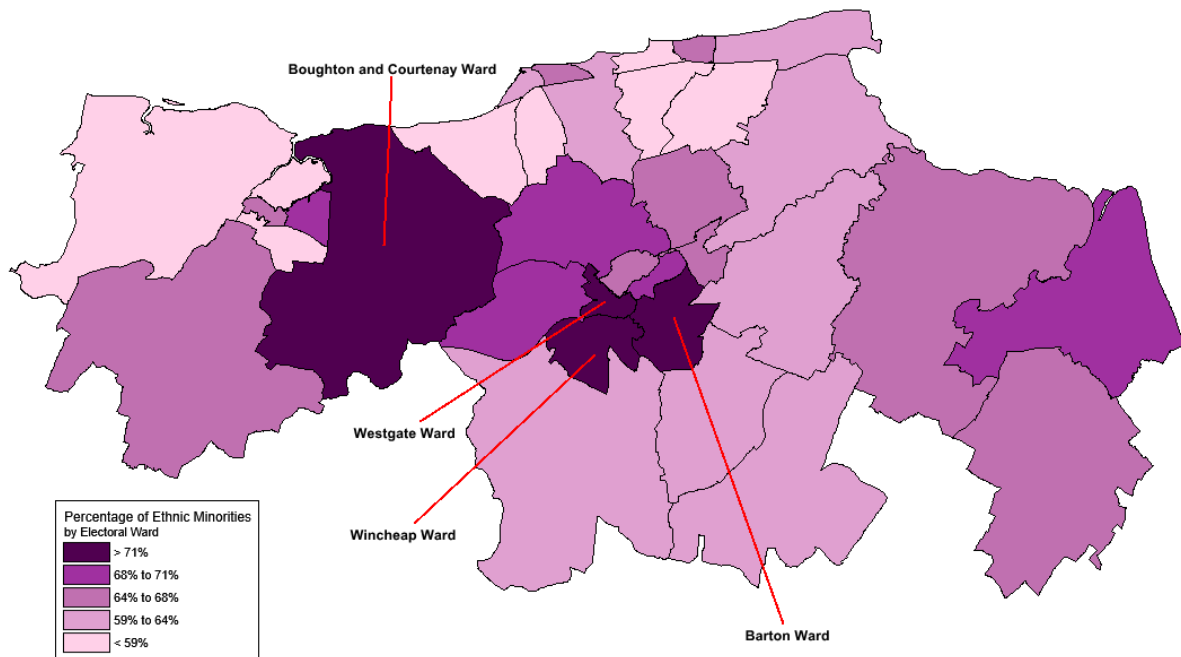 Boughton and Courtenay Ward
Westgate Ward
Wincheap Ward
Barton Ward
Percentage of Ethnic Minorities
by Electoral Ward
> 71%
68% to 71%
64% to 68%
59% to 64%
< 59%